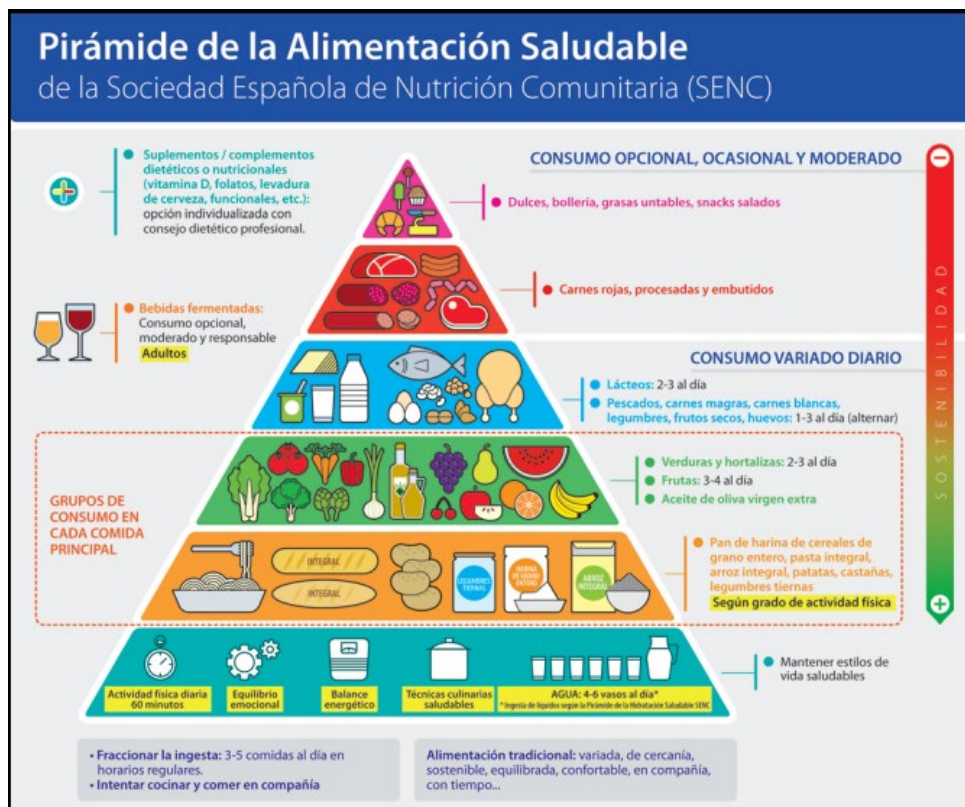 Pirámide de la Alimentación Saludable
de la Sociedad Española de Nutrición Comunitaria (SENC)
● Suplementos / complementos
dietéticos o nutricionales
(vitamina D, folatos, levadura
de cerveza, funcionales, etc.):
opción individualizada con
consejo dietético profesional.
CONSUMO OPCIONAL, OCASIONAL Y MODERADO
● Dulces, bollería, grasas untables, snacks salados
● Carnes rojas, procesadas y embutidos
● Bebidas fermentadas:
Consumo opcional,
moderado y responsable
Adultos
CONSUMO VARIADO DIARIO
● Lácteos: 2-3 al día
● Pescados, carnes magras, carnes blancas,
legumbres, frutos secos, huevos: 1-3 al día (alternar)
SOSTENIBILIDAD
GRUPOS DE
CONSUMO EN
CADA COMIDA
PRINCIPAL
● Verduras y hortalizas: 2-3 al día
● Frutas: 3-4 al día
● Aceite de oliva virgen extra
INTEGRAL
INTEGRAL
LEGUMBRES
TIERNAS
HARINA
DE GRANO
ENTERO
ARROZ
INTEGRAL
● Pan de harina de cereales de
grano entero, pasta integral,
arroz integral, patatas, castañas,
legumbres tiernas
Según grado de actividad física
Actividad física diaria
60 minutos
Equilibrio
emocional
Balance
energético
Técnicas culinarias
saludables
AGUA: 4-6 vasos al día*
* Ingesta de líquidos según la Pirámide de la Hidratación Saludable SENC
● Mantener estilos de
vida saludables
• Fraccionar la ingesta: 3-5 comidas al día en
horarios regulares.
• Intentar cocinar y comer en compañía
Alimentación tradicional: variada, de cercanía,
sostenible, equilibrada, confortable, en compañía,
con tiempo...